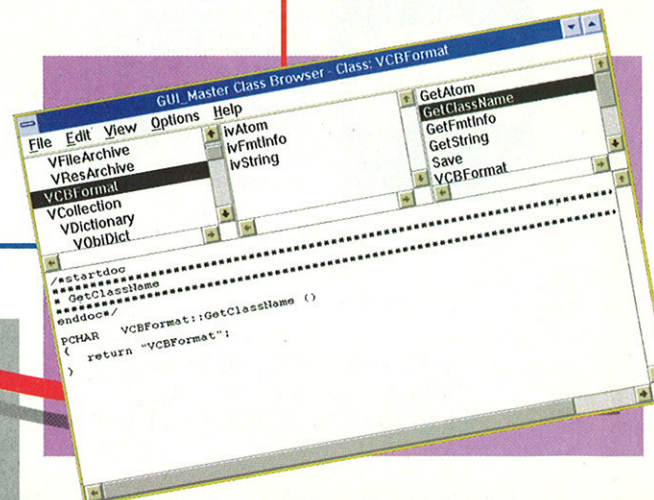 GUI_Master Class Browser - Class: VCBFormat
File Edit View Options Help
VFileArchive
VResArchive
VCBFormat
VCollection
VDictionary
VObjDict
ivAtom
ivFmtInfo
ivString
GetAtom
GetClassName
GetFmtInfo
GetString
Save
VCBFormat
/*startdoc
* GetClassName
enddoc*/
PCHAR VCBFormat::GetClassName ()
{
return "VCBFormat";
}